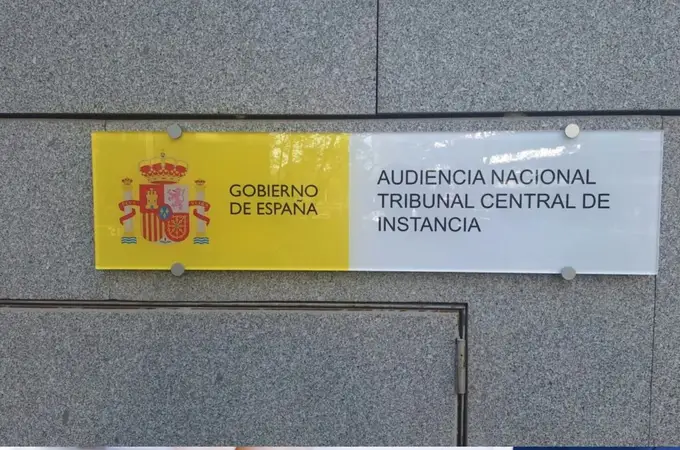 GOBIERNO
DE ESPAÑA
AUDIENCIA NACIONAL
TRIBUNAL CENTRAL DE
INSTANCIA